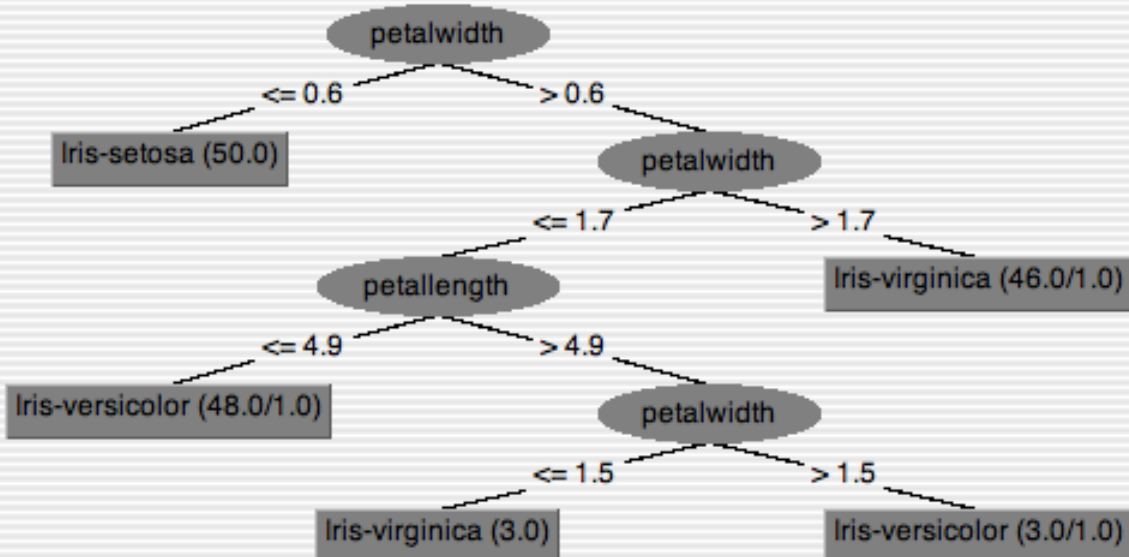 petalwidth
<= 0.6
> 0.6
Iris-setosa (50.0)
petalwidth
<= 1.7
> 1.7
petallength
Iris-virginica (46.0/1.0)
<= 4.9
> 4.9
Iris-versicolor (48.0/1.0)
petalwidth
<= 1.5
> 1.5
Iris-virginica (3.0)
Iris-versicolor (3.0/1.0)